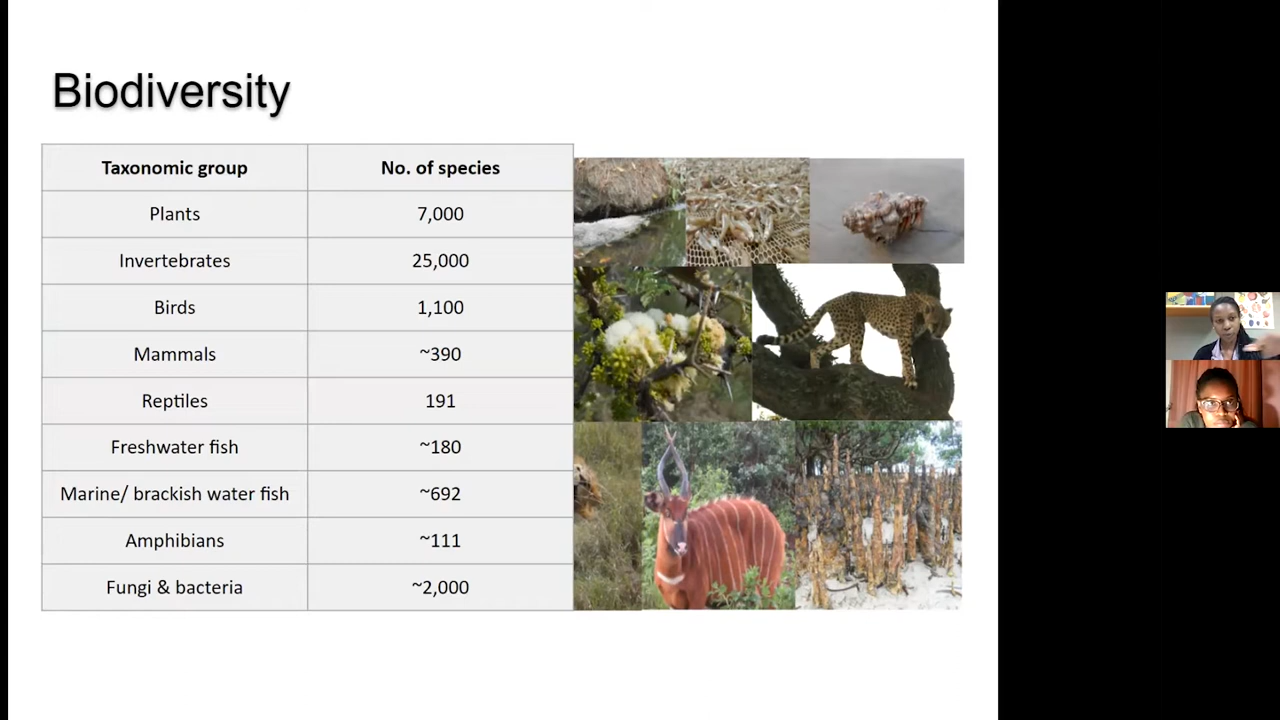 Biodiversity
Taxonomic group No. of species
Plants 7,000
Invertebrates 25,000
Birds 1,100
Mammals ~390
Reptiles 191
Freshwater fish ~180
Marine/ brackish water fish ~692
Amphibians ~111
Fungi & bacteria ~2,000